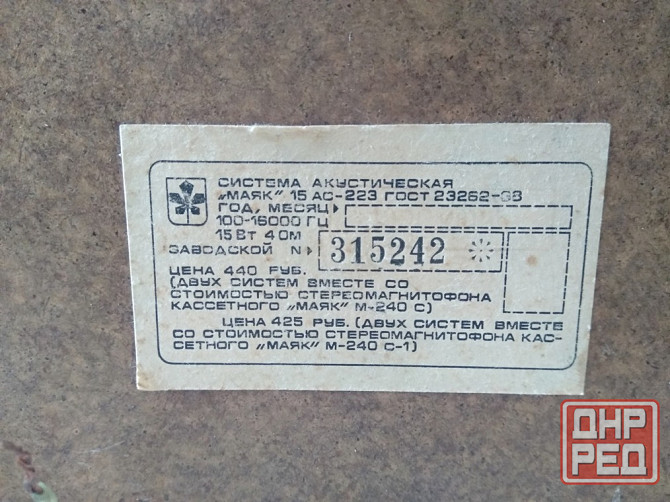 СИСТЕМА АКУСТИЧЕСКАЯ
„МАЯК" 15 АС-223 ГОСТ 23262-88
ГОД, МЕСЯЦ
100-16000 ГЦ
15 Вт 4 Ом
ЗАВОДСКОЙ N 315242
ЦЕНА 440 РУБ.
(ДВУХ СИСТЕМ ВМЕСТЕ СО
СТОИМОСТЬЮ СТЕРЕОМАГНИТОФОНА
КАССЕТНОГО „МАЯК" М-240 С)
ЦЕНА 425 РУБ. (ДВУХ СИСТЕМ ВМЕСТЕ
СО СТОИМОСТЬЮ СТЕРЕОМАГНИТОФОНА КАС-
СЕТНОГО „МАЯК" М-240 С-1)
ДНР
РЕД